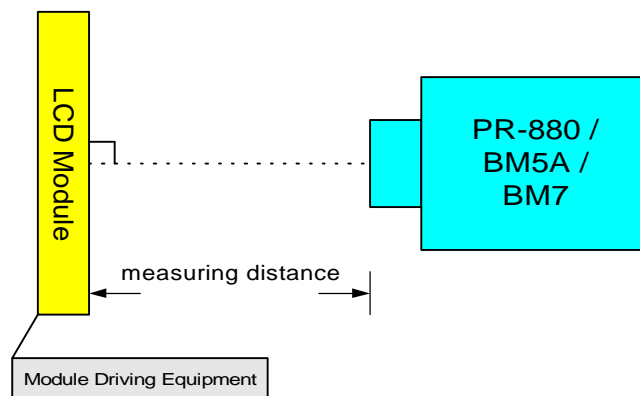 LCD Module
PR-880 /
BM5A /
BM7
measuring distance
Module Driving Equipment